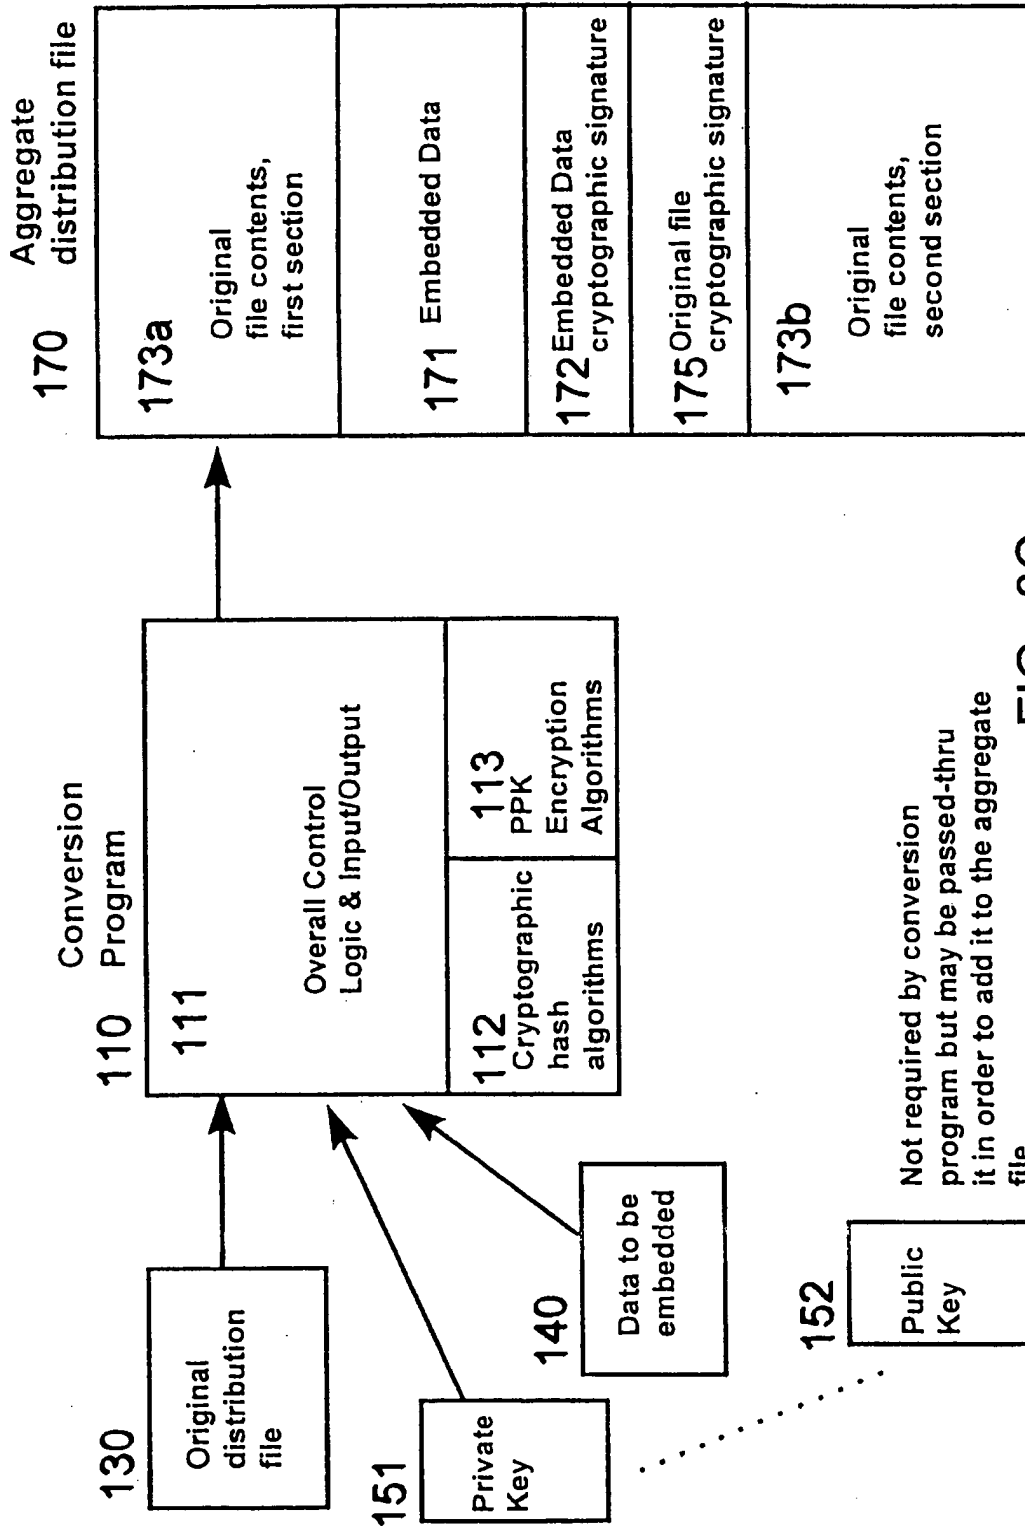 Aggregate
distribution file
170
173a
Original
file contents,
first section
171 Embedded Data
172 Embedded Data
cryptographic signature
175 Original file
cryptographic signature
173b
Original
file contents,
second section
Conversion
Program
110
111
Overall Control
Logic & Input/Output
112
Cryptographic
hash
algorithms
113
PPK
Encryption
Algorithms
130
Original
distribution
file
151
Private
Key
140
Data to be
embedded
152
Public
Key
Not required by conversion
program but may be passed-thru
it in order to add it to the aggregate
file
FIG.